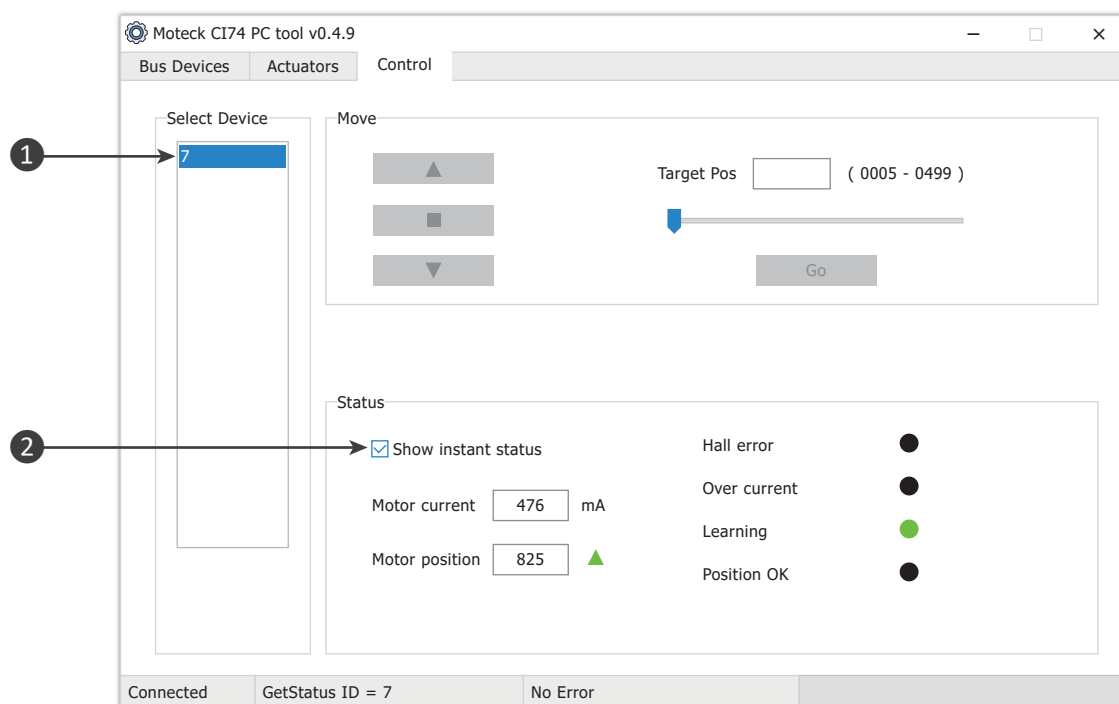 Moteck CI74 PC tool v0.4.9
Bus Devices Actuators Control
Select Device
1
7
Move
Target Pos ( 0005 - 0499 )
Go
Status
2
Show instant status
Motor current 476 mA
Motor position 825
Hall error
Over current
Learning
Position OK
Connected GetStatus ID = 7 No Error